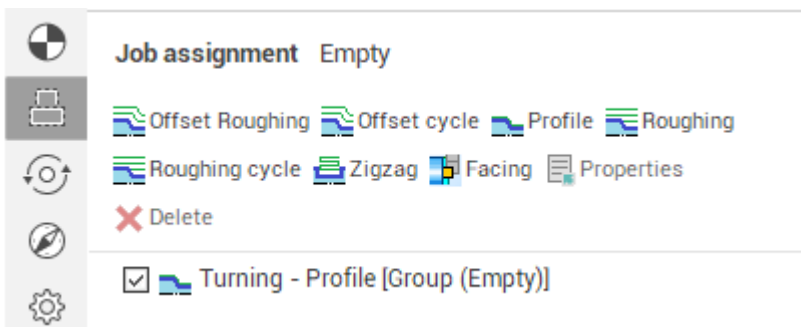 Job assignment Empty
Offset Roughing Offset cycle Profile Roughing
Roughing cycle Zigzag Facing Properties
Delete
Turning - Profile [Group (Empty)]